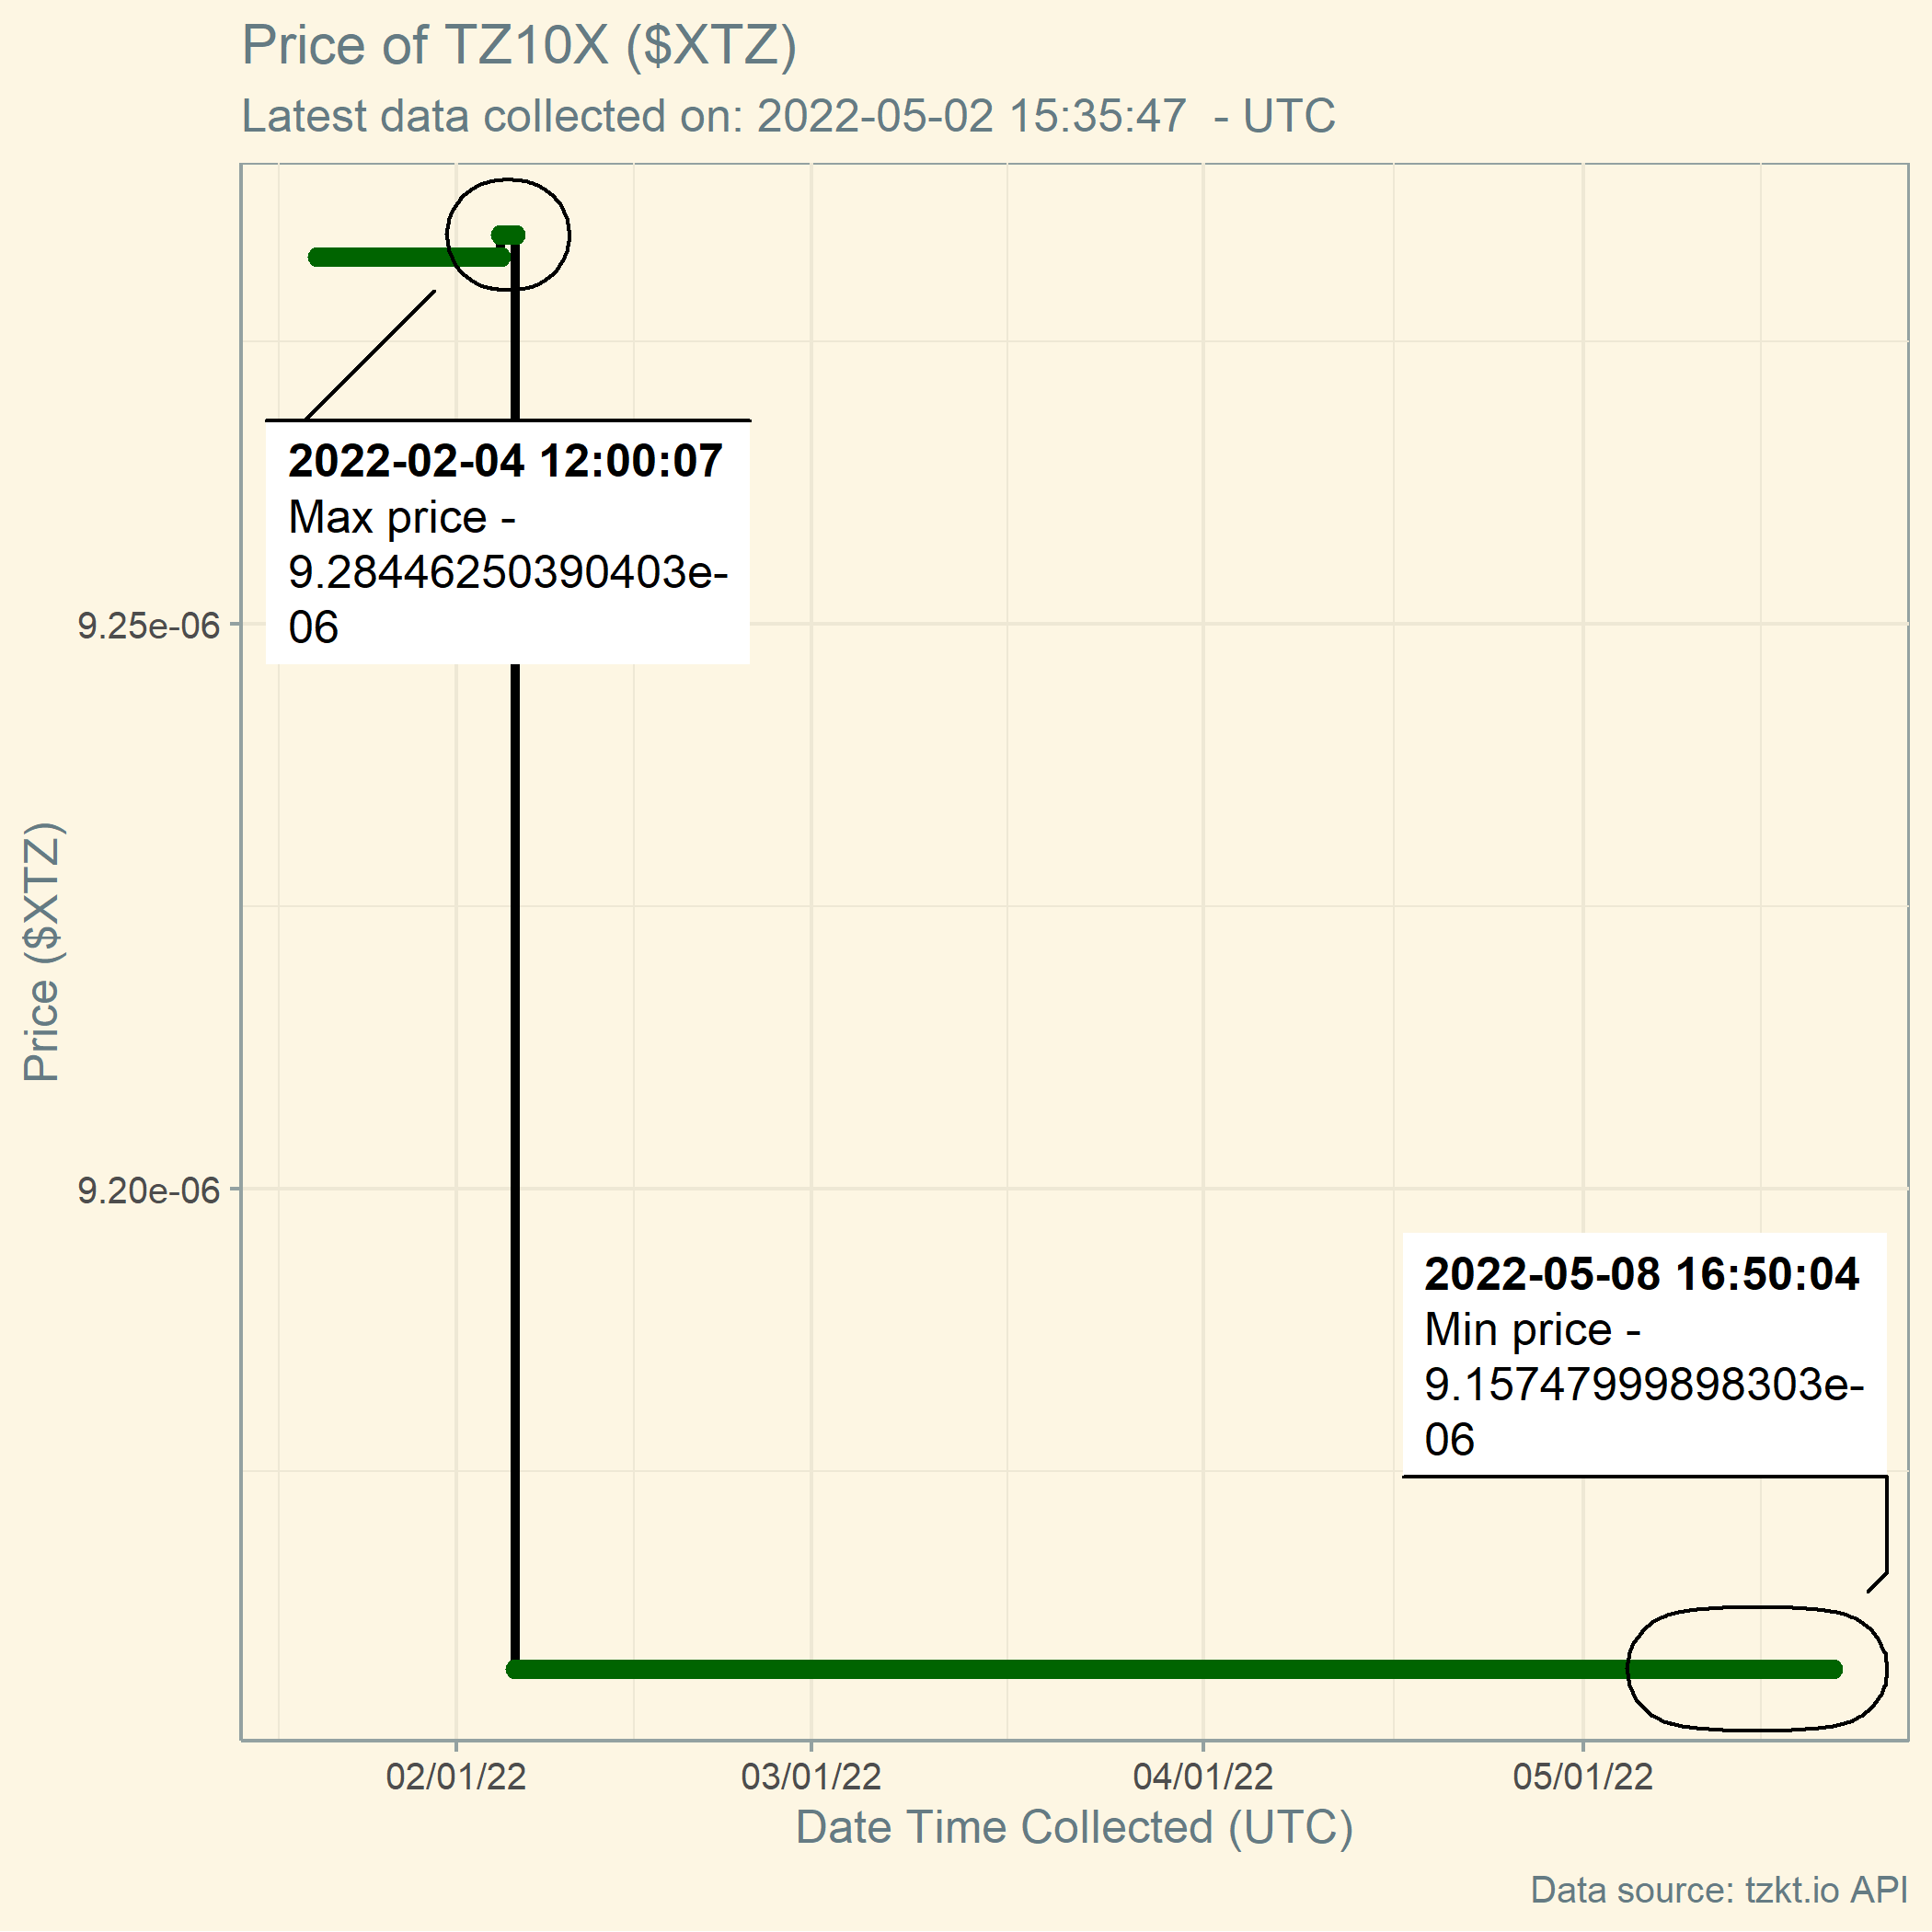 Price of TZ10X ($XTZ)
Latest data collected on: 2022-05-02 15:35:47  - UTC
2022-02-04 12:00:07
Max price -
9.28446250390403e-
06
9.25e-06
Price ($XTZ)
9.20e-06
2022-05-08 16:50:04
Min price -
9.15747999898303e-
06
02/01/22 03/01/22 04/01/22 05/01/22
Date Time Collected (UTC)
Data source: tzkt.io API